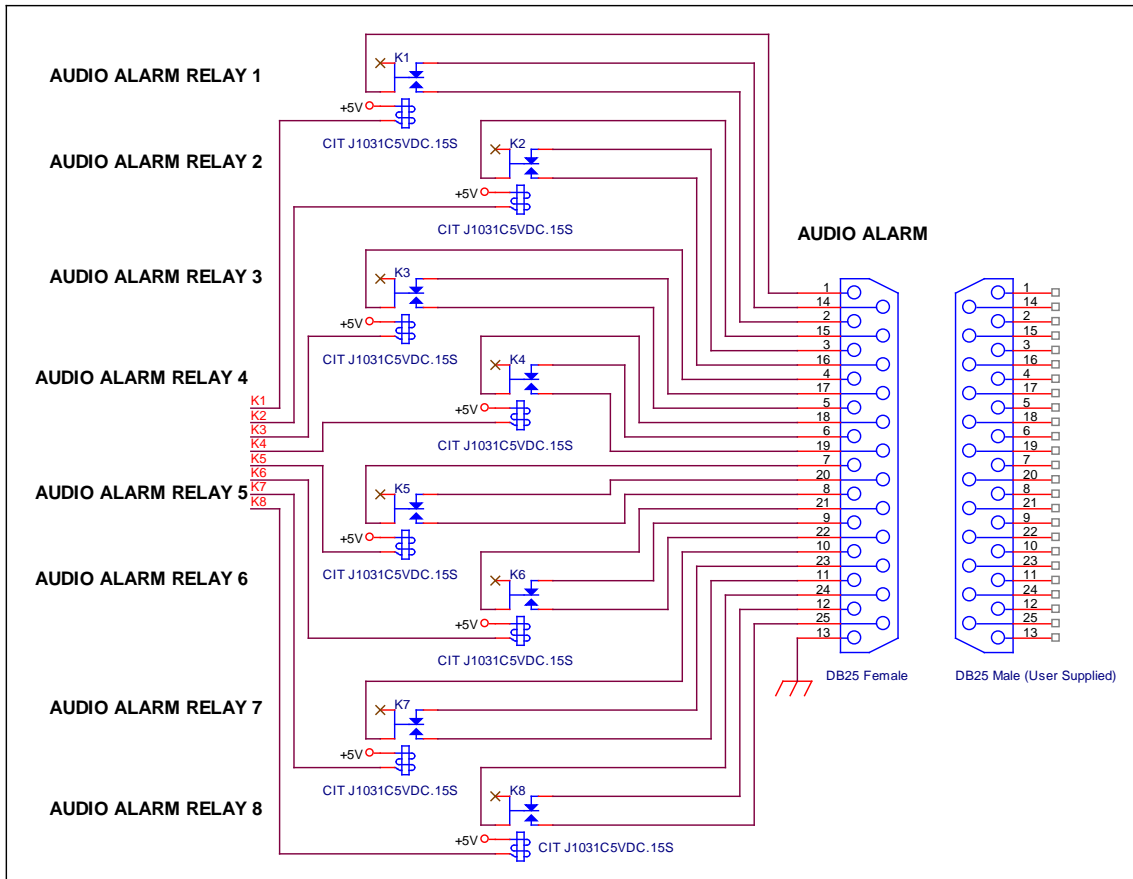 AUDIO ALARM RELAY 1
K1
+5V
CIT J1031C5VDC.15S
AUDIO ALARM RELAY 2
K2
+5V
CIT J1031C5VDC.15S
AUDIO ALARM RELAY 3
K3
+5V
CIT J1031C5VDC.15S
AUDIO ALARM RELAY 4
K4
+5V
CIT J1031C5VDC.15S
K1
K2
K3
K4
K5
K6
K7
K8
AUDIO ALARM RELAY 5
K5
+5V
CIT J1031C5VDC.15S
AUDIO ALARM RELAY 6
K6
+5V
CIT J1031C5VDC.15S
AUDIO ALARM RELAY 7
K7
+5V
CIT J1031C5VDC.15S
AUDIO ALARM RELAY 8
K8
+5V
CIT J1031C5VDC.15S
AUDIO ALARM
1
14
2
15
3
16
4
17
5
18
6
19
7
20
8
21
9
22
10
23
11
24
12
25
13
DB25 Female
1
14
2
15
3
16
4
17
5
18
6
19
7
20
8
21
9
22
10
23
11
24
12
25
13
DB25 Male (User Supplied)